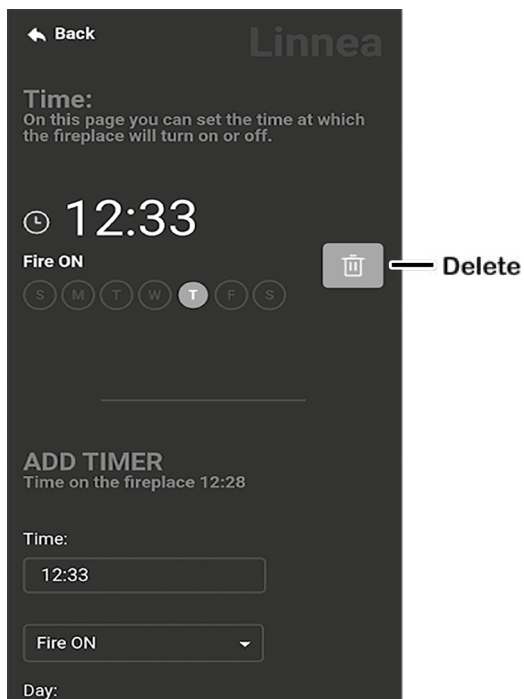 Back
Linnea
Time:
On this page you can set the time at which
the fireplace will turn on or off.
12:33
Fire ON
Delete
S M T W T F S
ADD TIMER
Time on the fireplace 12:28
Time:
12:33
Fire ON
Day: